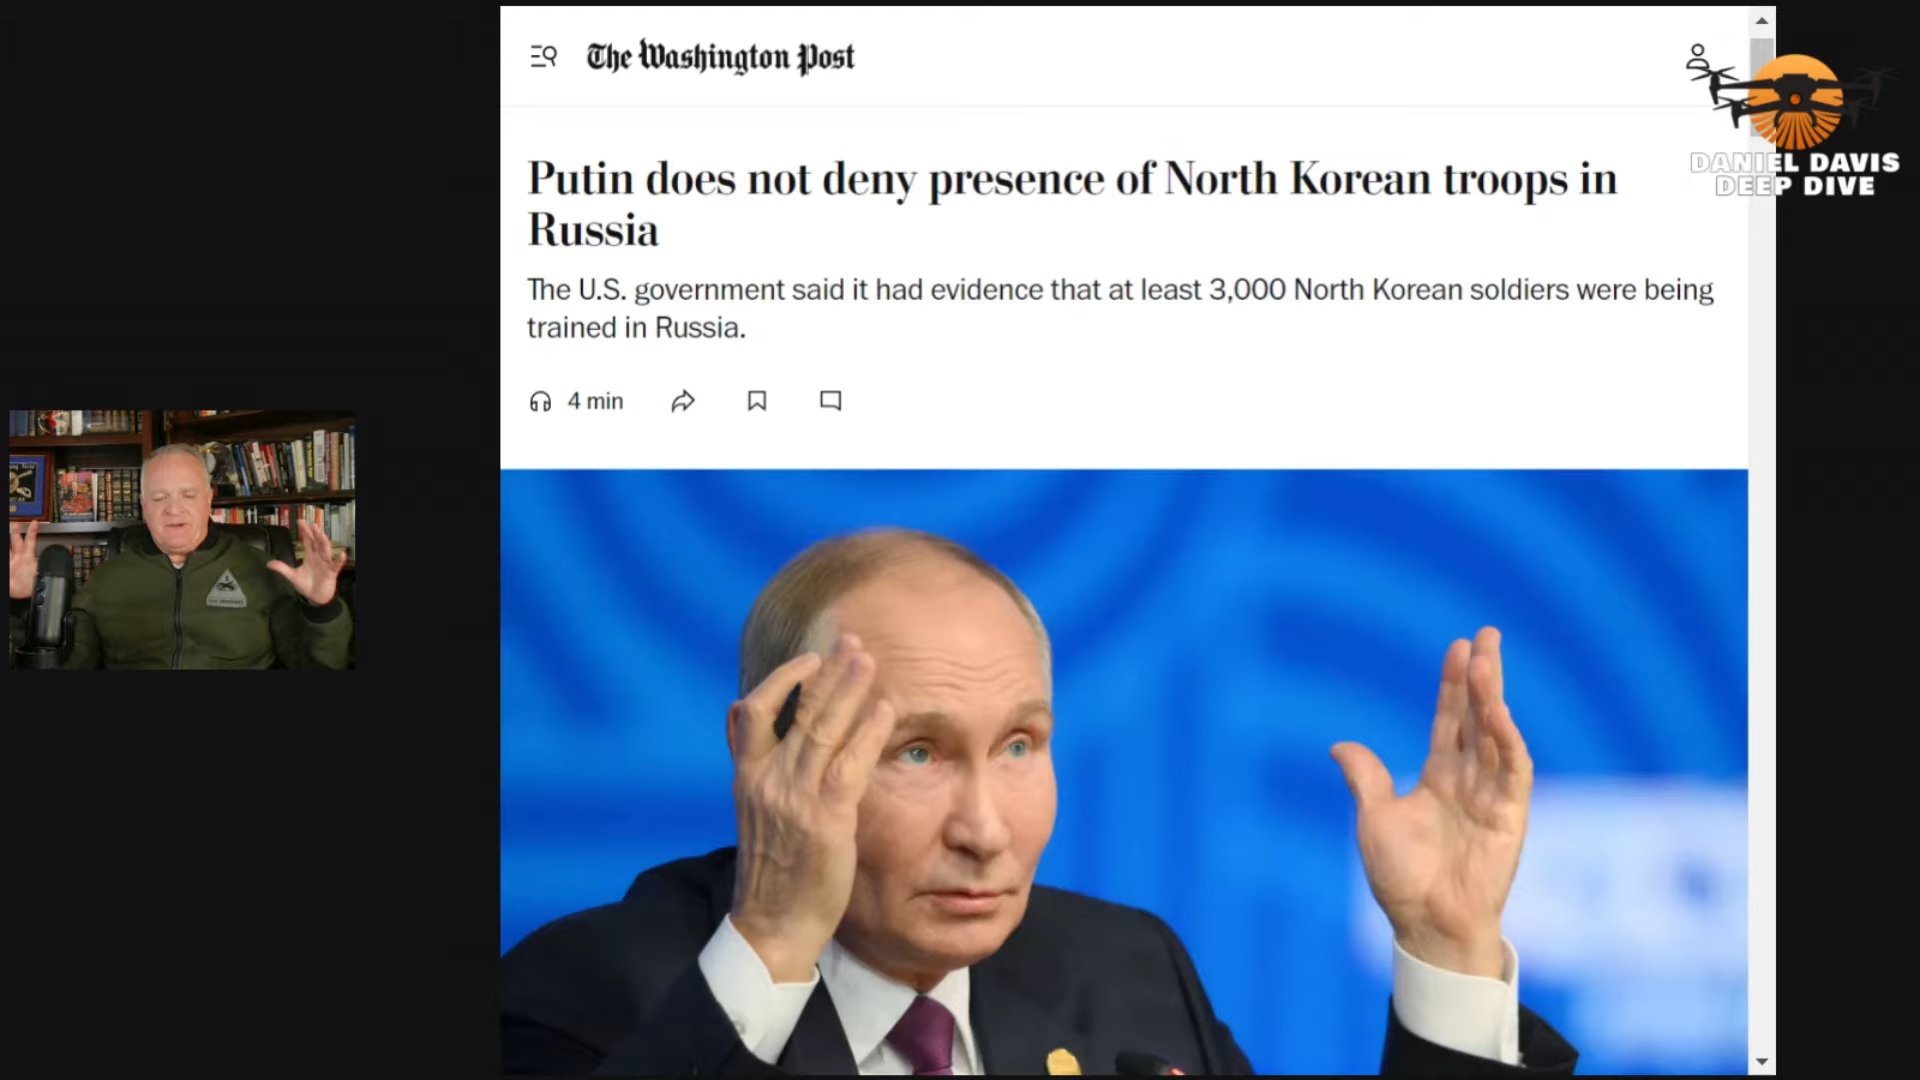 The Washington Post
DANIEL DAVIS
DEEP DIVE
Putin does not deny presence of North Korean troops in
Russia
The U.S. government said it had evidence that at least 3,000 North Korean soldiers were being
trained in Russia.
4 min